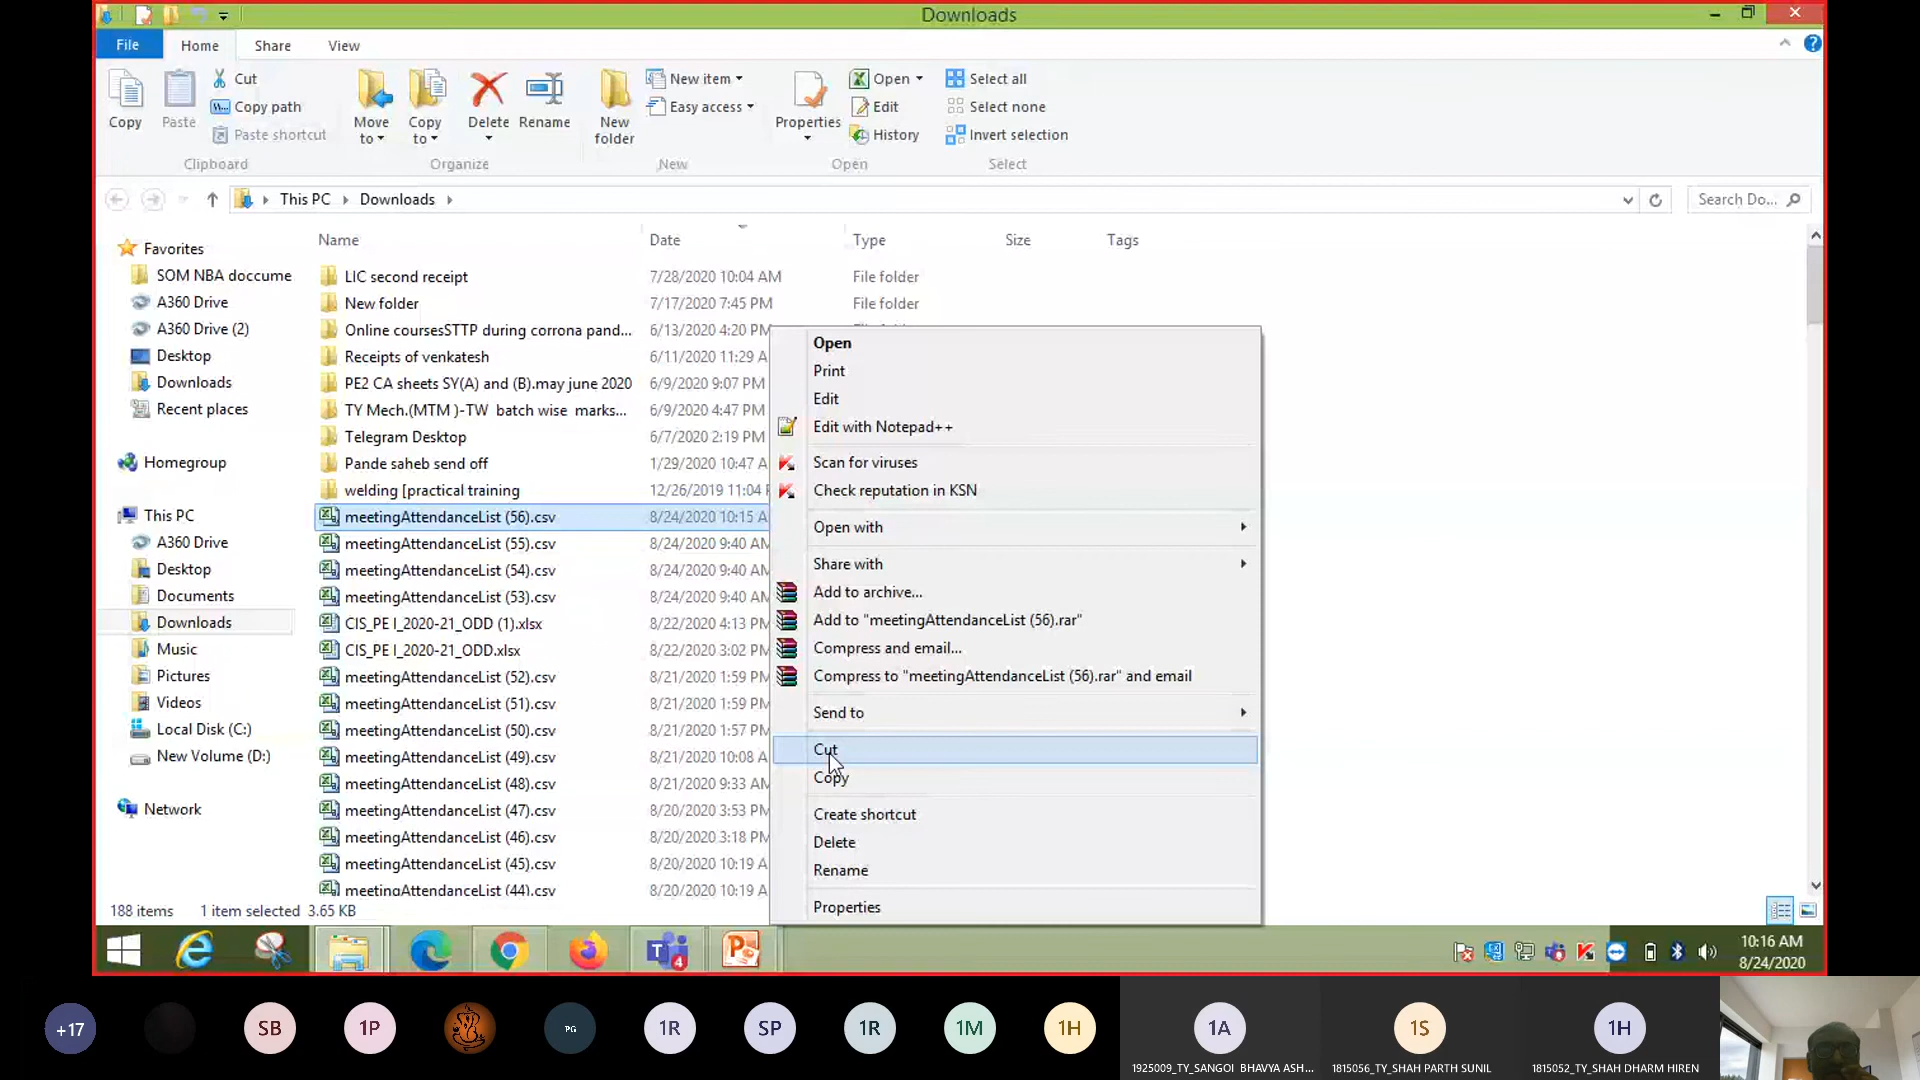 Downloads
File
Home
Share
View
Copy
Paste
Cut
Copy path
Paste shortcut
Clipboard
Move to
Copy to
Delete
Rename
Organize
New folder
New item
Easy access
New
Properties
Open
Edit
History
Open
Select all
Select none
Invert selection
Select
This PC
Downloads
Search Do...
Name
Date
Type
Size
Tags
Favorites
SOM NBA doccume
A360 Drive
A360 Drive (2)
Desktop
Downloads
Recent places
Homegroup
This PC
A360 Drive
Desktop
Documents
Downloads
Music
Pictures
Videos
Local Disk (C:)
New Volume (D:)
Network
LIC second receipt 7/28/2020 10:04 AM File folder
New folder 7/17/2020 7:45 PM File folder
Online coursesSTTP during corrona pand... 6/13/2020 4:20 PM
Receipts of venkatesh 6/11/2020 11:29 A
PE2 CA sheets SY(A) and (B).may june 2020 6/9/2020 9:07 PM
TY Mech.(MTM )-TW batch wise marks... 6/9/2020 4:47 PM
Telegram Desktop 6/7/2020 2:19 PM
Pande saheb send off 1/29/2020 10:47 A
welding [practical training 12/26/2019 11:04
meetingAttendanceList (56).csv 8/24/2020 10:15 A
meetingAttendanceList (55).csv 8/24/2020 9:40 AM
meetingAttendanceList (54).csv 8/24/2020 9:40 AM
meetingAttendanceList (53).csv 8/24/2020 9:40 AM
CIS_PE I_2020-21_ODD (1).xlsx 8/22/2020 4:13 PM
CIS_PE I_2020-21_ODD.xlsx 8/22/2020 3:02 PM
meetingAttendanceList (52).csv 8/21/2020 1:59 PM
meetingAttendanceList (51).csv 8/21/2020 1:59 PM
meetingAttendanceList (50).csv 8/21/2020 1:57 PM
meetingAttendanceList (49).csv 8/21/2020 10:08 A
meetingAttendanceList (48).csv 8/21/2020 9:33 AM
meetingAttendanceList (47).csv 8/20/2020 3:53 PM
meetingAttendanceList (46).csv 8/20/2020 3:18 PM
meetingAttendanceList (45).csv 8/20/2020 10:19 A
meetingAttendanceList (44).csv 8/20/2020 10:19 A
Open
Print
Edit
Edit with Notepad++
Scan for viruses
Check reputation in KSN
Open with
Share with
Add to archive...
Add to "meetingAttendanceList (56).rar"
Compress and email...
Compress to "meetingAttendanceList (56).rar" and email
Send to
Cut
Copy
Create shortcut
Delete
Rename
Properties
188 items 1 item selected 3.65 KB
4
10:16 AM
8/24/2020
+17
SB
1P
PG
1R
SP
1R
1M
1H
1A
1S
1H
1925009_TY_SANGOI BHAVYA ASH...
1815056_TY_SHAH PARTH SUNIL
1815052_TY_SHAH DHARM HIREN